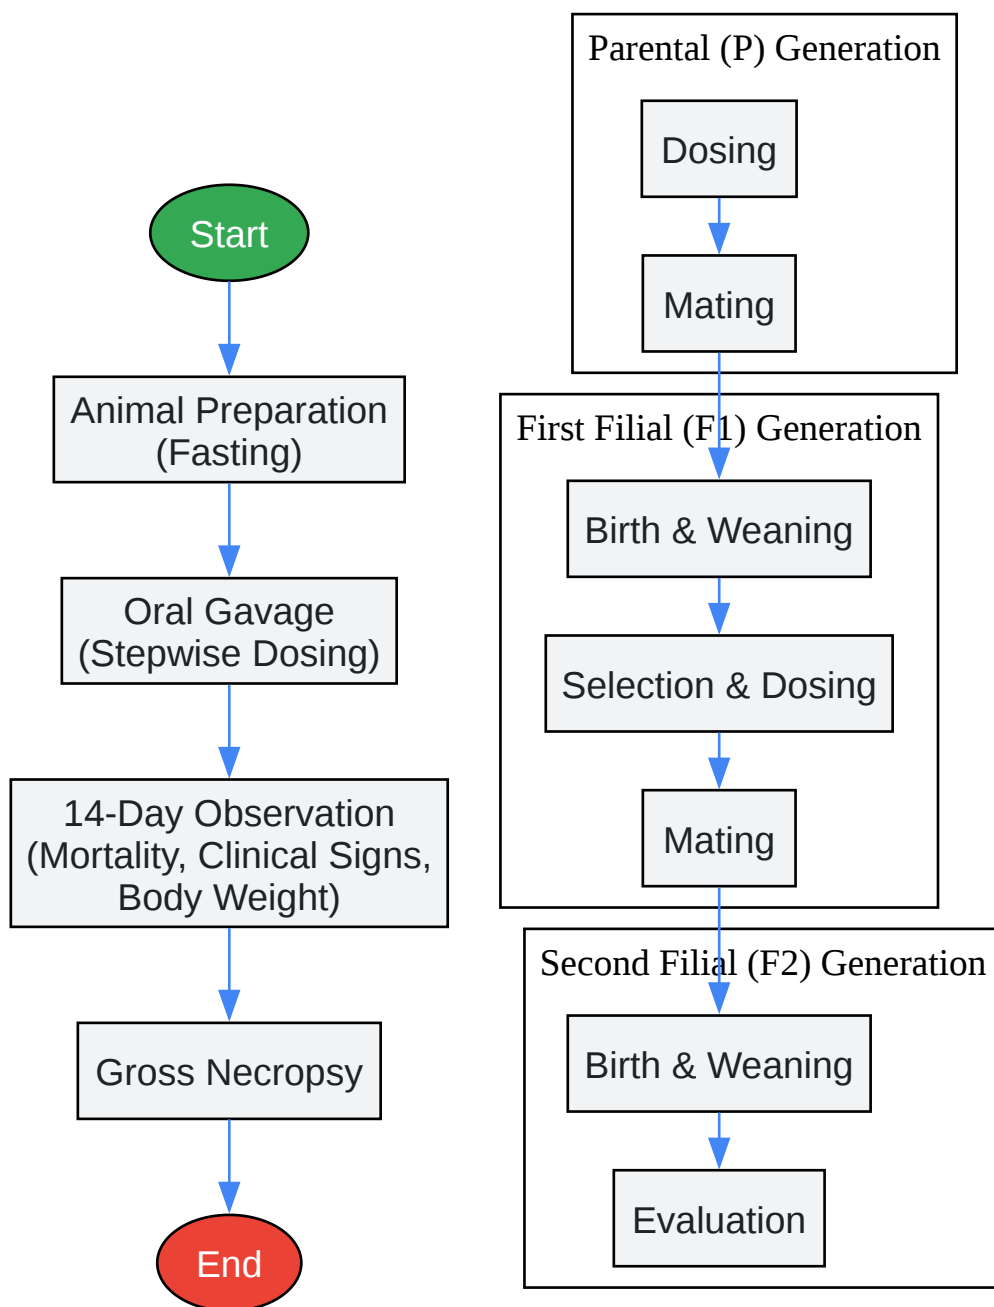 Start
Animal Preparation
(Fasting)
Oral Gavage
(Stepwise Dosing)
14-Day Observation
(Mortality, Clinical Signs,
Body Weight)
Gross Necropsy
End
Parental (P) Generation
Dosing
Mating
First Filial (F1) Generation
Birth & Weaning
Selection & Dosing
Mating
Second Filial (F2) Generation
Birth & Weaning
Evaluation